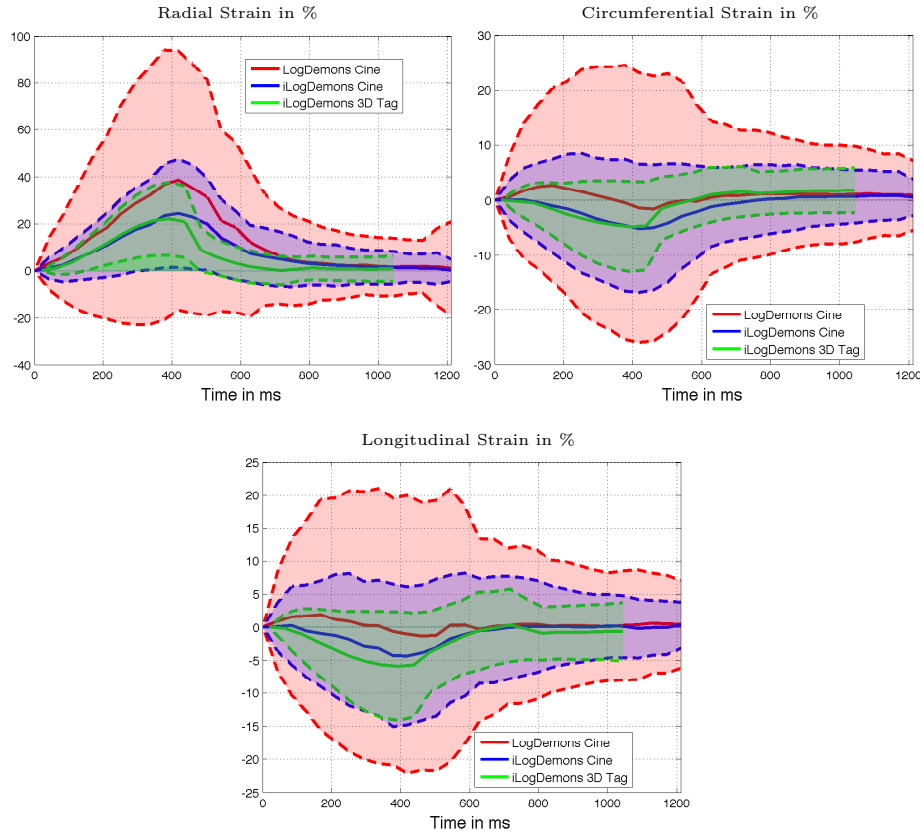 Radial Strain in %
100
80
60
40
20
0
-20
-40
LogDemons Cine
iLogDemons Cine
iLogDemons 3D Tag
0 200 400 600 800 1000 1200
Time in ms
Circumferential Strain in %
30
20
10
0
-10
-20
-30
LogDemons Cine
iLogDemons Cine
iLogDemons 3D Tag
0 200 400 600 800 1000 1200
Time in ms
Longitudinal Strain in %
25
20
15
10
5
0
-5
-10
-15
-20
-25
LogDemons Cine
iLogDemons Cine
iLogDemons 3D Tag
0 200 400 600 800 1000 1200
Time in ms